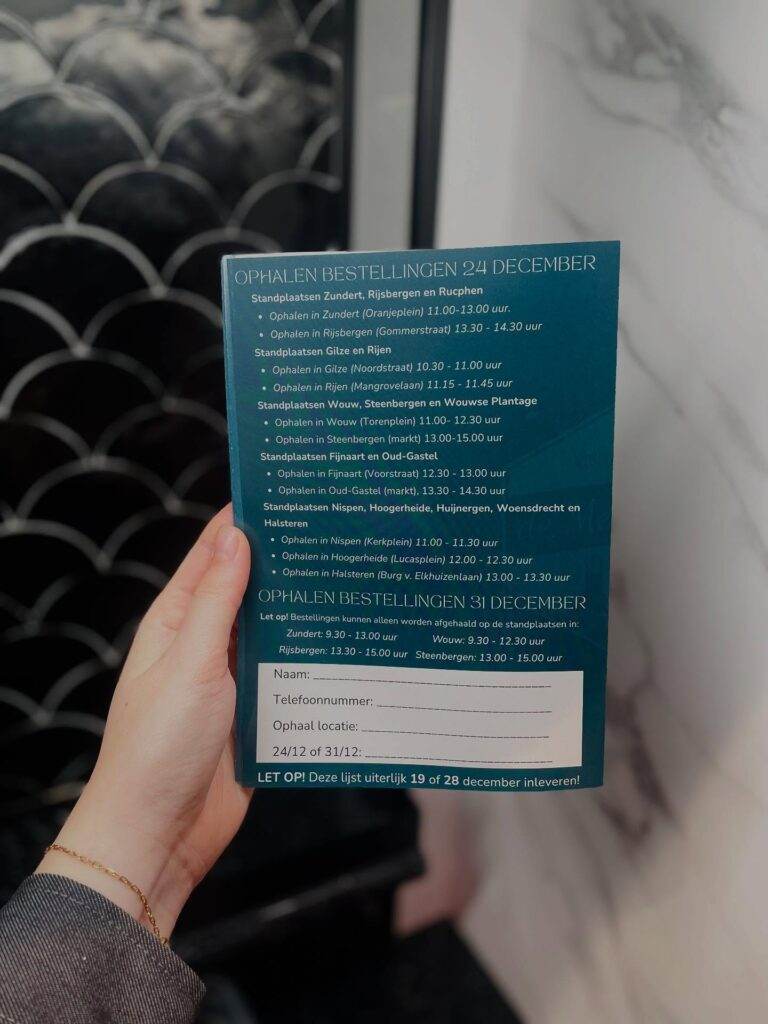 OPHALEN BESTELLINGEN 24 DECEMBER
Standplaatsen Zundert, Rijsbergen en Rucphen
• Ophalen in Zundert (Oranjeplein) 11.00-13.00 uur.
• Ophalen in Rijsbergen (Gommerstraat) 13.30 - 14.30 uur
Standplaatsen Gilze en Rijen
• Ophalen in Gilze (Noordstraat) 10.30 - 11.00 uur
• Ophalen in Rijen (Mangrovelaan) 11.15 - 11.45 uur
Standplaatsen Wouw, Steenbergen en Wouwse Plantage
• Ophalen in Wouw (Torenplein) 11.00- 12.30 uur
• Ophalen in Steenbergen (markt) 13.00-15.00 uur
Standplaatsen Fijnaart en Oud-Gastel
• Ophalen in Fijnaart (Voorstraat) 12.30 - 13.00 uur
• Ophalen in Oud-Gastel (markt), 13.30 - 14.30 uur
Standplaatsen Nispen, Hoogerheide, Huijnergen, Woensdrecht en
Halsteren
• Ophalen in Nispen (Kerkplein) 11.00 - 11.30 uur
• Ophalen in Hoogerheide (Lucasplein) 12.00 - 12.30 uur
• Ophalen in Halsteren (Burg v. Elkhuizenlaan) 13.00 - 13.30 uur
OPHALEN BESTELLINGEN 31 DECEMBER
Let op! Bestellingen kunnen alleen worden afgehaald op de standplaatsen in:
Zundert: 9.30 - 13.00 uur Wouw: 9.30 - 12.30 uur
Rijsbergen: 13.30 - 15.00 uur Steenbergen: 13.00 - 15.00 uur
Naam: ____________________
Telefoonnummer: ____________________
Ophaal locatie: ____________________
24/12 of 31/12: ____________________
LET OP! Deze lijst uiterlijk 19 of 28 december inleveren!